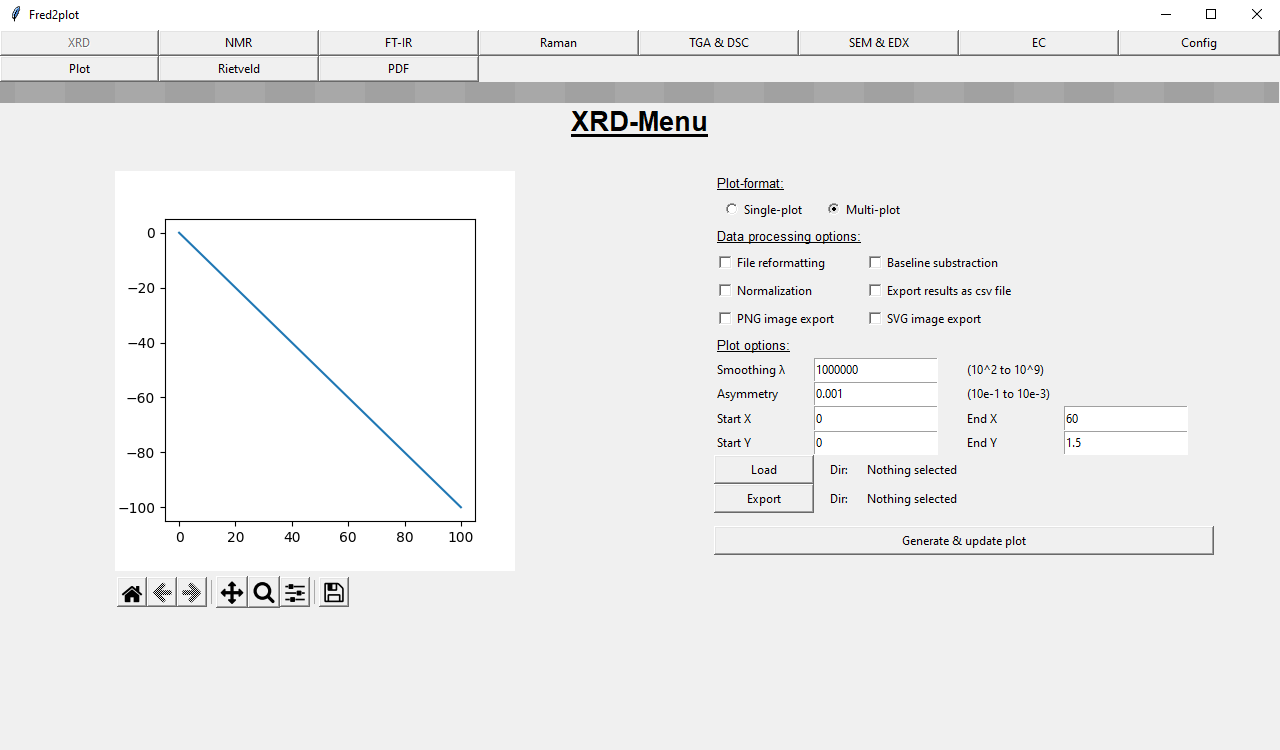 Fred2plot
XRD NMR FT-IR Raman TGA & DSC SEM & EDX EC Config
Plot Rietveld PDF
XRD-Menu
Plot-format:
Single-plot Multi-plot
Data processing options:
File reformatting Baseline substraction
Normalization Export results as csv file
PNG image export SVG image export
Plot options:
Smoothing λ 1000000 (10^2 to 10^9)
Asymmetry 0.001 (10e-1 to 10e-3)
Start X 0 End X 60
Start Y 0 End Y 1.5
Load Dir: Nothing selected
Export Dir: Nothing selected
Generate & update plot
0
−20
−40
−60
−80
−100
0 20 40 60 80 100